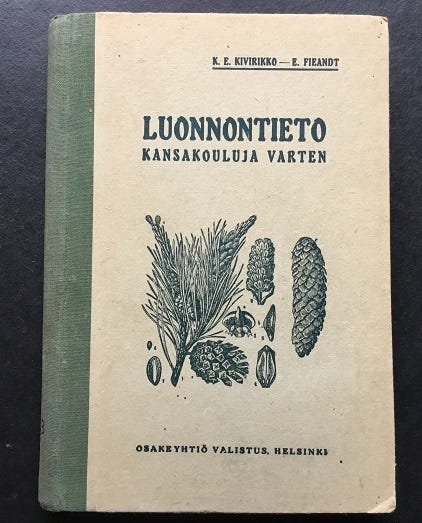 K. E. KIVIRIKKO — E. FIEANDT
LUONNONTIETO
KANSAKOULUJA VARTEN
OSAKEYHTIÖ VALISTUS, HELSINKI